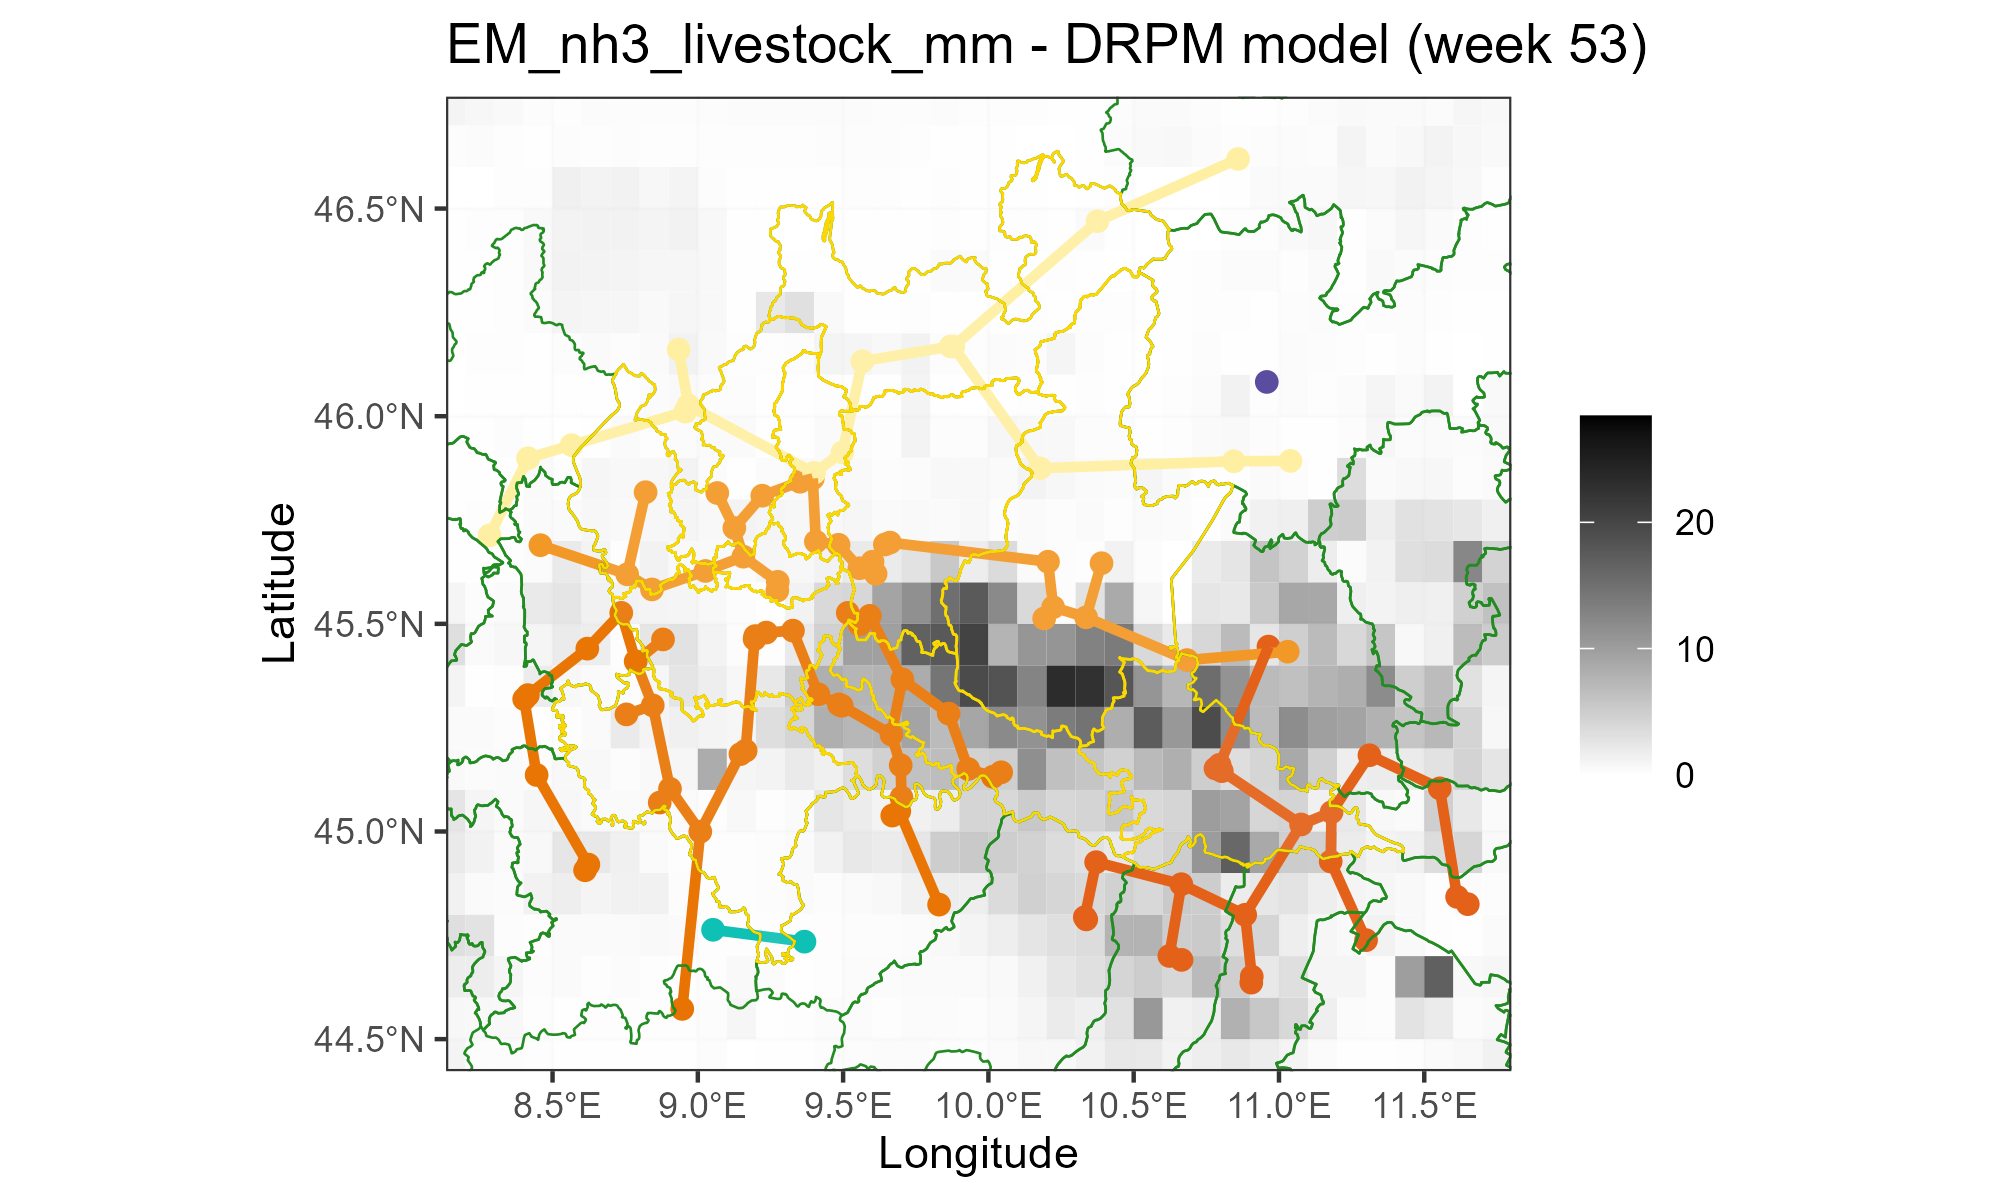 EM_nh3_livestock_mm - DRPM model (week 53)
46.5°N
46.0°N
45.5°N
45.0°N
44.5°N
Latitude
8.5°E
9.0°E
9.5°E
10.0°E
10.5°E
11.0°E
11.5°E
Longitude
20
10
0